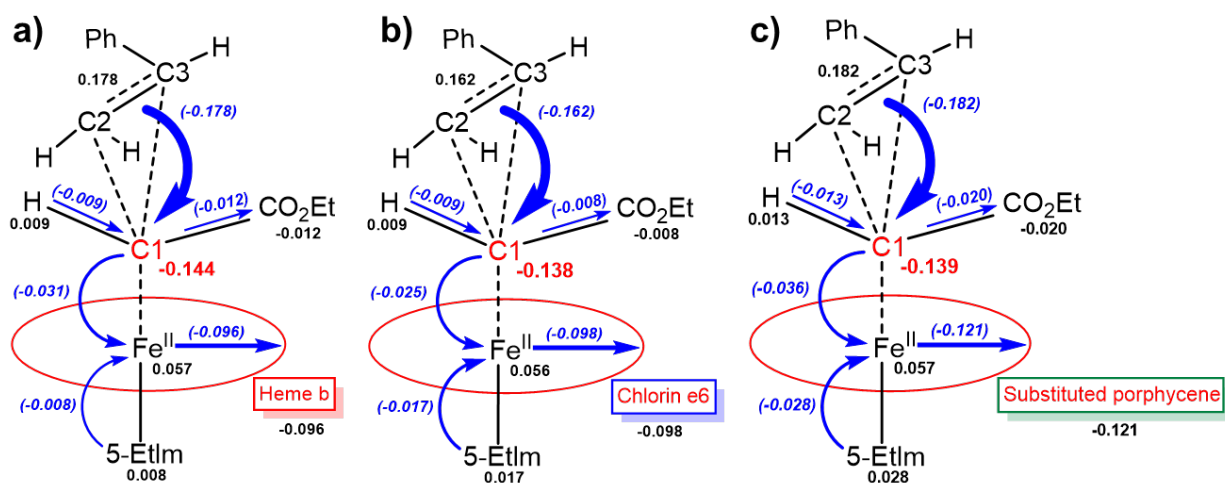 a)
Ph
H
0.178
C3
(-0.178)
C2
H
H
H
(-0.009)
(-0.012)
CO2Et
0.009
-0.012
C1
-0.144
(-0.031)
(-0.096)
FeII
0.057
Heme b
(-0.008)
-0.096
5-EtIm
0.008
b)
Ph
H
0.162
C3
(-0.162)
C2
H
H
H
(-0.009)
(-0.008)
CO2Et
0.009
-0.008
C1
-0.138
(-0.025)
(-0.098)
FeII
0.056
Chlorin e6
(-0.017)
-0.098
5-EtIm
0.017
c)
Ph
H
0.182
C3
(-0.182)
C2
H
H
H
(-0.013)
(-0.020)
CO2Et
0.013
-0.020
C1
-0.139
(-0.036)
(-0.121)
FeII
0.057
Substituted porphycene
(-0.028)
-0.121
5-EtIm
0.028